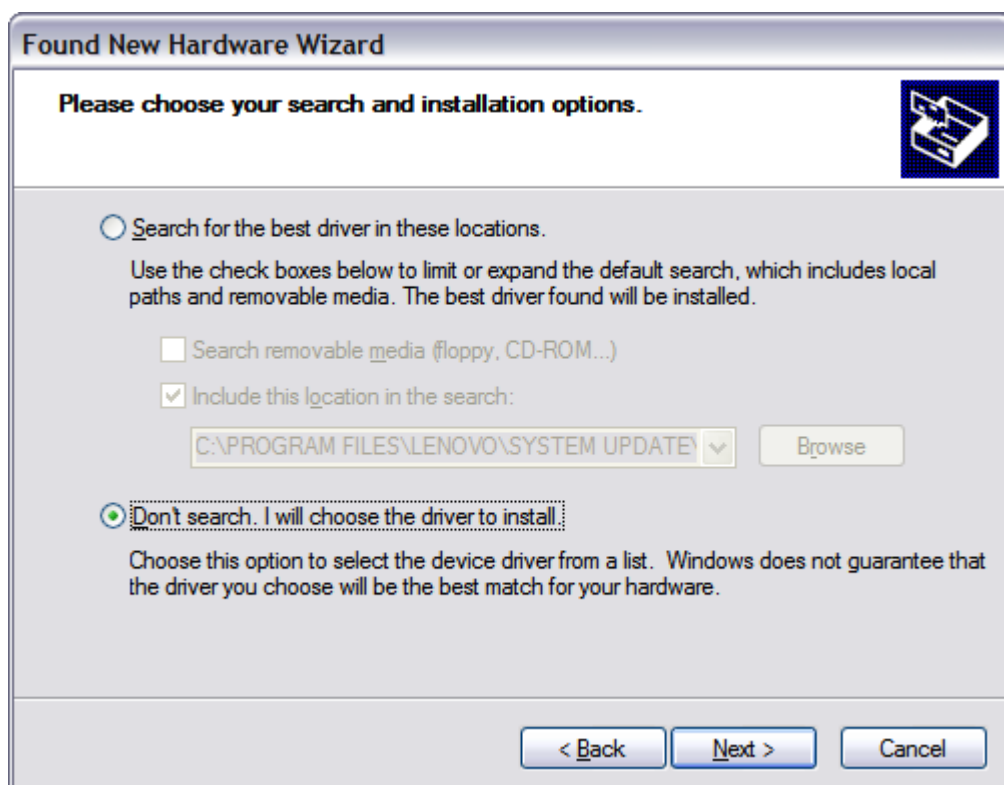 Found New Hardware Wizard
Please choose your search and installation options.
Search for the best driver in these locations.
Use the check boxes below to limit or expand the default search, which includes local
paths and removable media. The best driver found will be installed.
Search removable media (floppy, CD-ROM...)
Include this location in the search:
C:\PROGRAM FILES\LENOVO\SYSTEM UPDATE\
Browse
Don't search. I will choose the driver to install.
Choose this option to select the device driver from a list. Windows does not guarantee that
the driver you choose will be the best match for your hardware.
< Back Next > Cancel